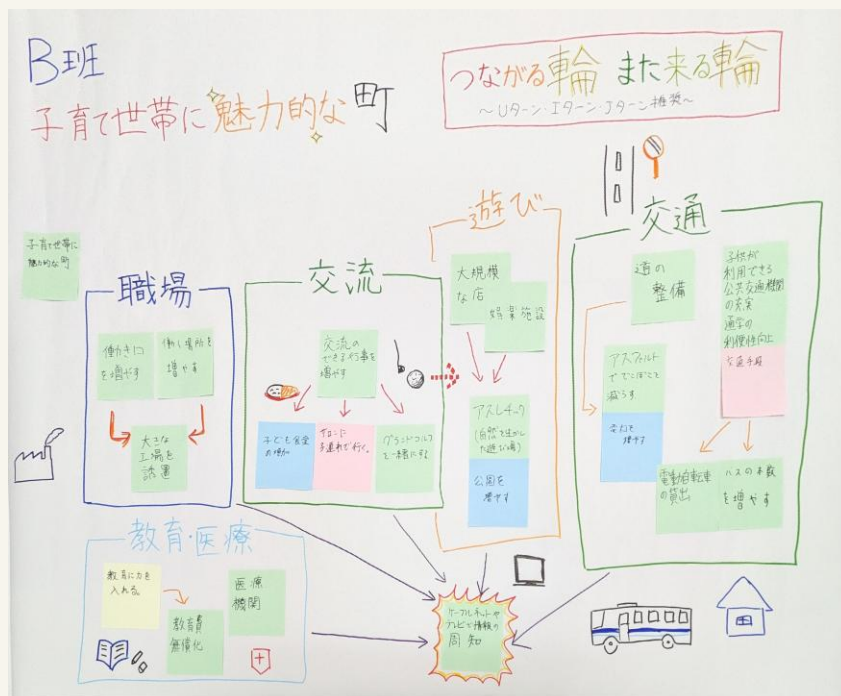 B班
子育て世帯に魅力的な町
つながる輪 また来る輪
～Uターン・Iターン・Jターン推奨～
子育て世帯に
魅力的な町
職場
働き口
を増やす
働く場所を
増やす
大きな
工場を
設置
交流
交流の
できる行事を
増やす
子ども食堂
の増加
サロンに
子連れで行く。
グランドゴルフ
を一緒にする
遊び
大規模
な店
娯楽施設
アスレチック
(自然を生かし
た遊び場)
公園を
増やす
交通
道の
整備
アスファルト
ででこぼこを
減らす
子供が
利用できる
公共交通機関
の充実
通学の
利便性向上
交通手段
を増やす
電動自転車
の貸出
バスの本数
を増やす
教育・医療
教育に力を
入れる。
教育費
無償化
医療
機関
ケーブルネットや
テレビで情報の
周知